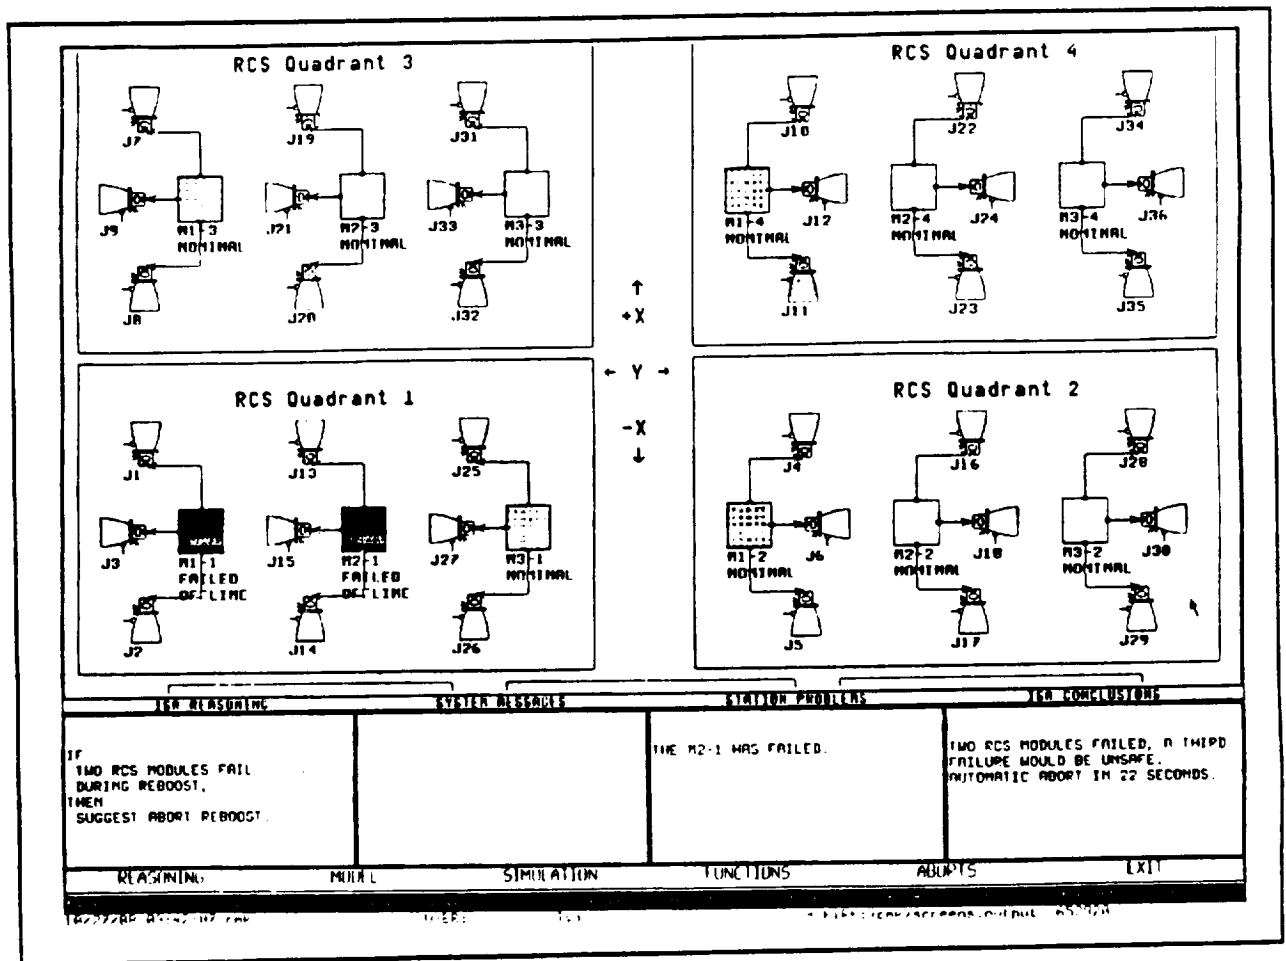 RCS Quadrant 3
J7
J19
J31
J9
M1-3
NOMINAL
J21
M2-3
NOMINAL
J33
M3-3
NOMINAL
J8
J20
J32
RCS Quadrant 4
J10
J22
J34
M1-4
NOMINAL
J12
M2-4
NOMINAL
J24
M3-4
NOMINAL
J36
J11
J23
J35
↑
+X
← Y →
-X
↓
RCS Quadrant 1
J1
J13
J25
J3
M1-1
FAILED
OFFLINE
J15
M2-1
FAILED
OFFLINE
J27
M3-1
NOMINAL
J2
J14
J26
RCS Quadrant 2
J4
J16
J28
M1-2
NOMINAL
J6
M2-2
NOMINAL
J18
M3-2
NOMINAL
J30
J5
J17
J29
ISA REASONING
SYSTEM MESSAGES
STATION PROBLEMS
ISA CONCLUSIONS
IF
TWO RCS MODULES FAIL
DURING REBOOST,
THEN
SUGGEST ABORT REBOOST.
THE M2-1 HAS FAILED.
TWO RCS MODULES FAILED, A THIRD
FAILURE WOULD BE UNSAFE.
AUTOMATIC ABORT IN 22 SECONDS.
REASONING
MODEL
SIMULATION
FUNCTIONS
ABORTS
EXIT